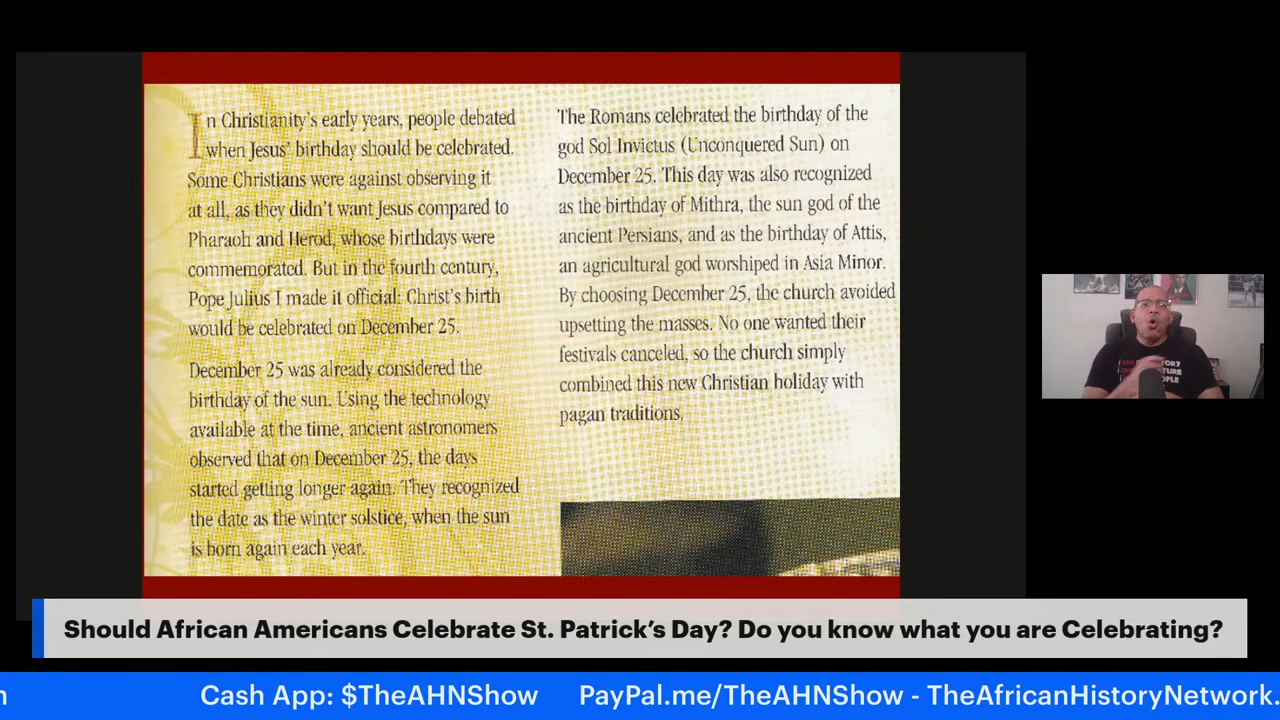 In Christianity's early years, people debated
when Jesus' birthday should be celebrated.
Some Christians were against observing it
at all, as they didn't want Jesus compared to
Pharaoh and Herod, whose birthdays were
commemorated. But in the fourth century,
Pope Julius I made it official: Christ's birth
would be celebrated on December 25.
December 25 was already considered the
birthday of the sun. Using the technology
available at the time, ancient astronomers
observed that on December 25, the days
started getting longer again. They recognized
the date as the winter solstice, when the sun
is born again each year.
The Romans celebrated the birthday of the
god Sol Invictus (Unconquered Sun) on
December 25. This day was also recognized
as the birthday of Mithra, the sun god of the
ancient Persians, and as the birthday of Attis,
an agricultural god worshiped in Asia Minor.
By choosing December 25, the church avoided
upsetting the masses. No one wanted their
festivals canceled, so the church simply
combined this new Christian holiday with
pagan traditions.
Should African Americans Celebrate St. Patrick's Day? Do you know what you are Celebrating?
Cash App: $TheAHNShow PayPal.me/TheAHNShow - TheAfricanHistoryNetwork.